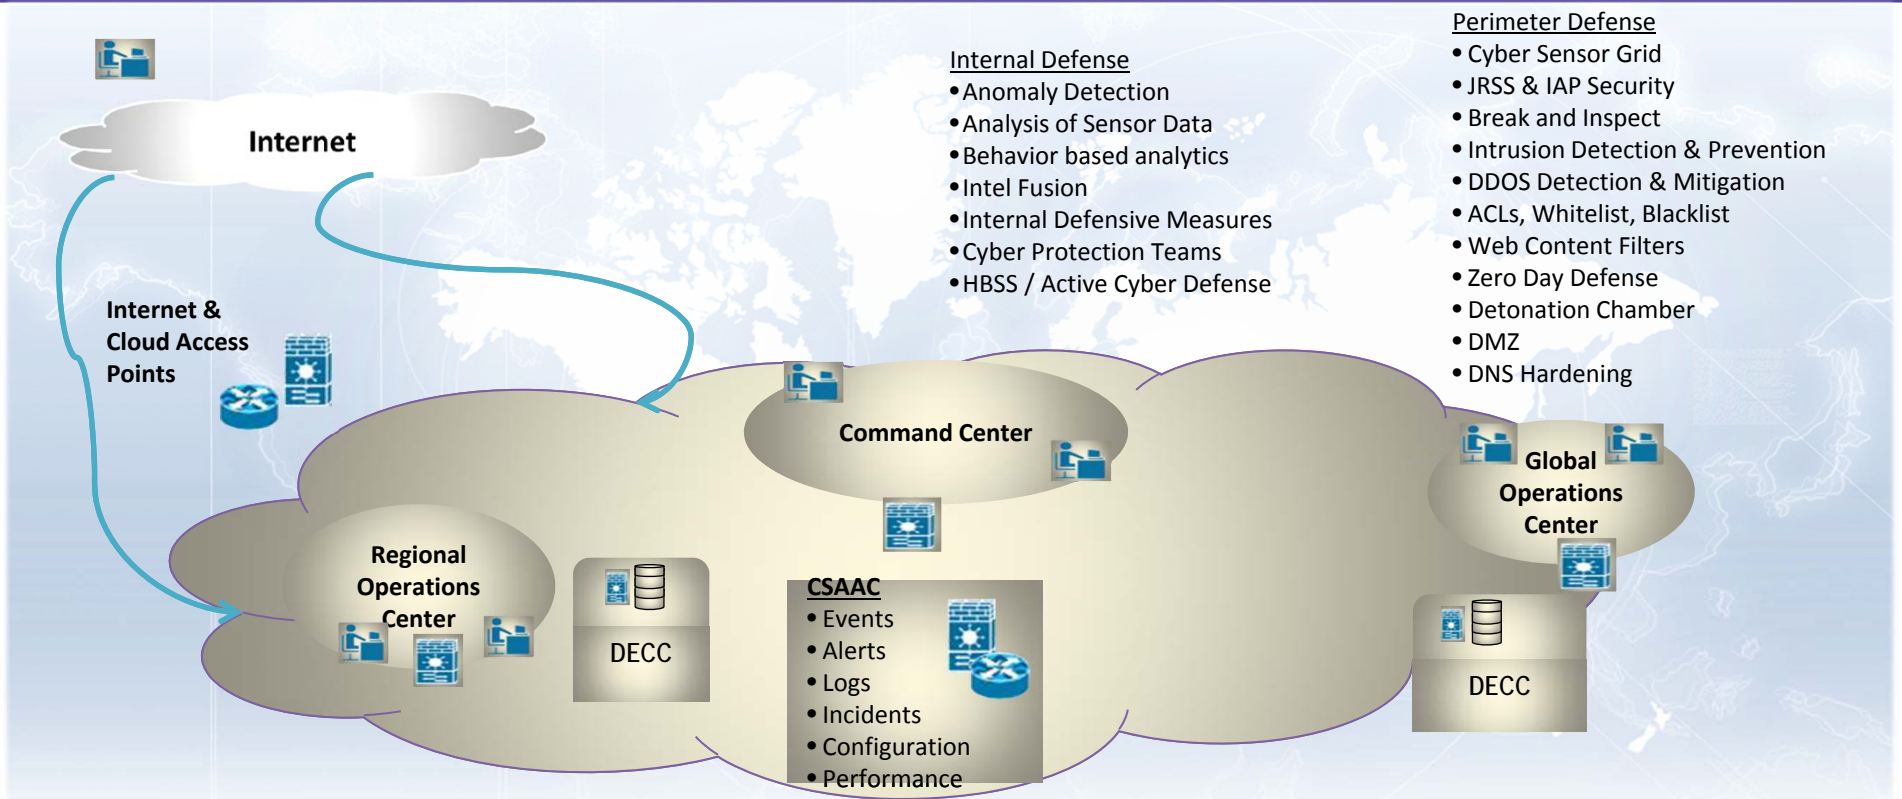 Internet
Internet &
Cloud Access
Points
Internal Defense
•Anomaly Detection
•Analysis of Sensor Data
•Behavior based analytics
•Intel Fusion
•Internal Defensive Measures
•Cyber Protection Teams
•HBSS / Active Cyber Defense
Perimeter Defense
• Cyber Sensor Grid
• JRSS & IAP Security
• Break and Inspect
• Intrusion Detection & Prevention
• DDOS Detection & Mitigation
• ACLs, Whitelist, Blacklist
• Web Content Filters
• Zero Day Defense
• Detonation Chamber
• DMZ
• DNS Hardening
Command Center
Global
Operations
Center
Regional
Operations
Center
DECC
CSAAC
• Events
• Alerts
• Logs
• Incidents
• Configuration
• Performance
DECC